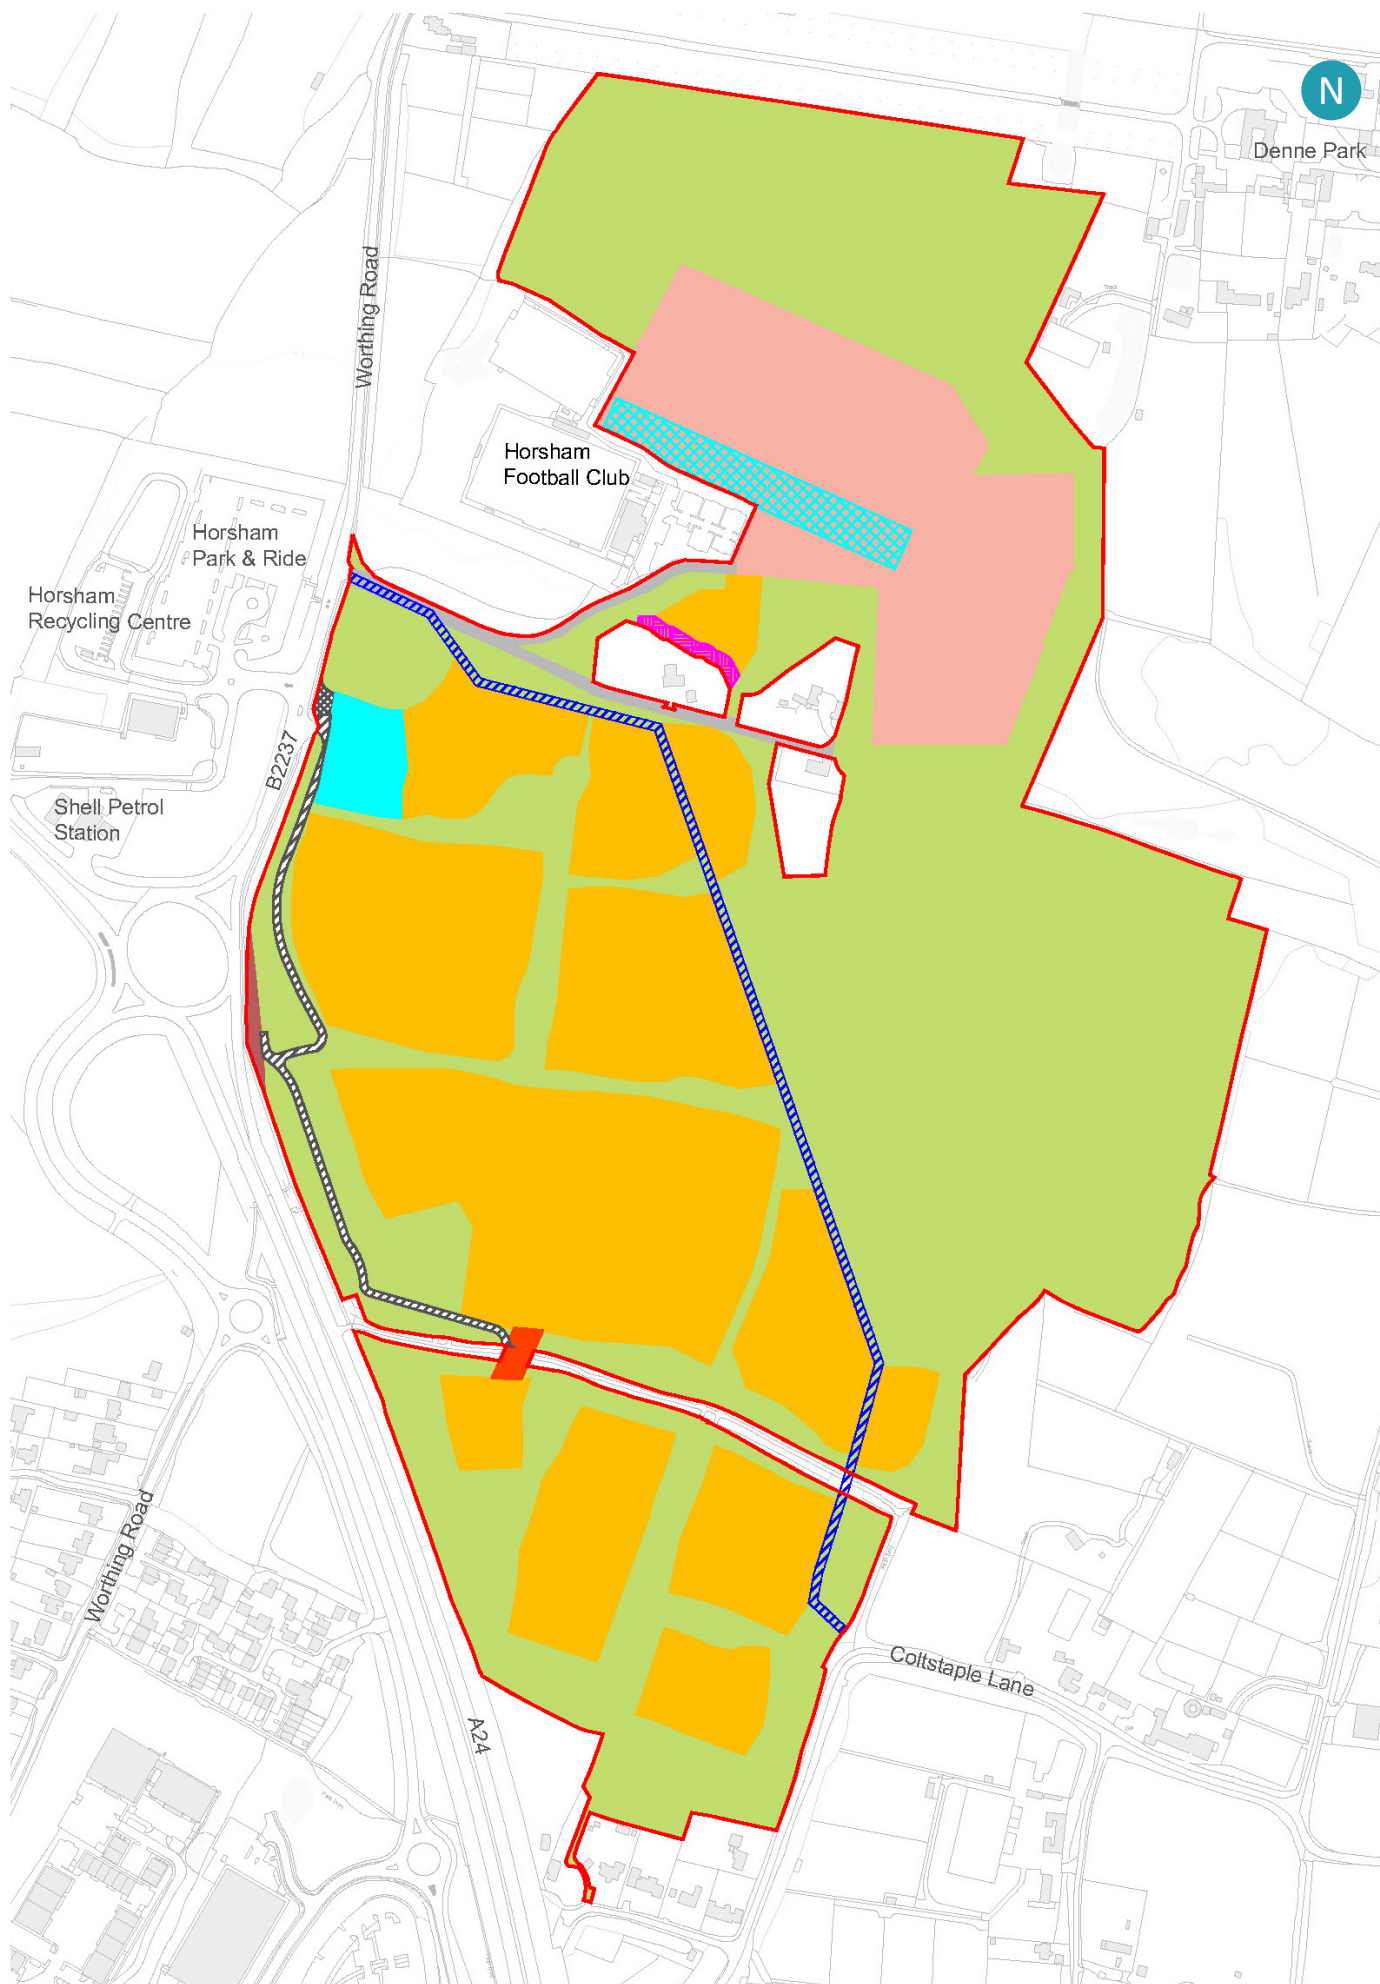 N
Denne Park
Worthing Road
Horsham
Football Club
Horsham
Park & Ride
Horsham
Recycling Centre
B2237
Shell Petrol
Station
Worthing Road
Coltstaple Lane
A24